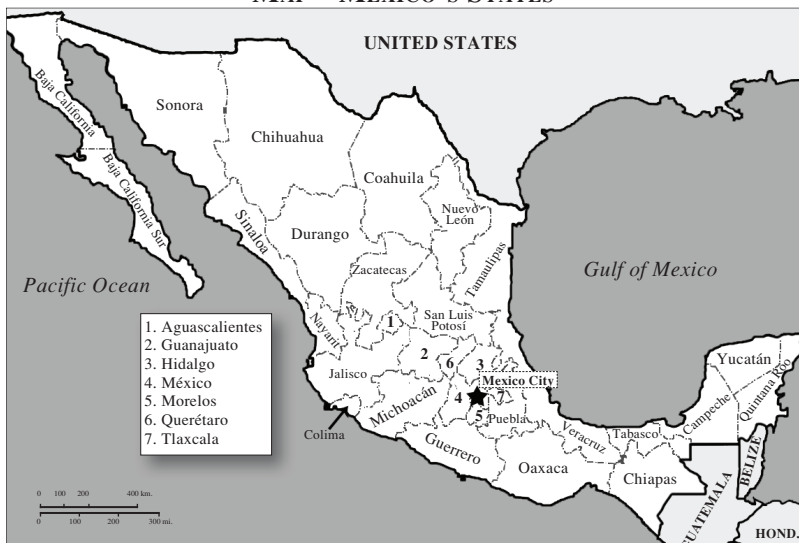 MAP MEXICO'S STATES
UNITED STATES
Baja California
Sonora
Chihuahua
Coahuila
Baja California Sur
Nuevo
León
Sinaloa
Durango
Tamaulipas
Zacatecas
Pacific Ocean
Gulf of Mexico
San Luis
Potosí
Nayarit
1
1. Aguascalientes
2. Guanajuato
3. Hidalgo
4. México
5. Morelos
6. Querétaro
7. Tlaxcala
2
6
3
Jalisco
Mexico City
Yucatán
Quintana Roo
Campeche
Michoacán
4
7
5
Puebla
Colima
Veracruz
Tabasco
Guerrero
Oaxaca
Chiapas
BELIZE
GUATEMALA
HOND.
0 100 200 400 km.
0 100 200 300 mi.